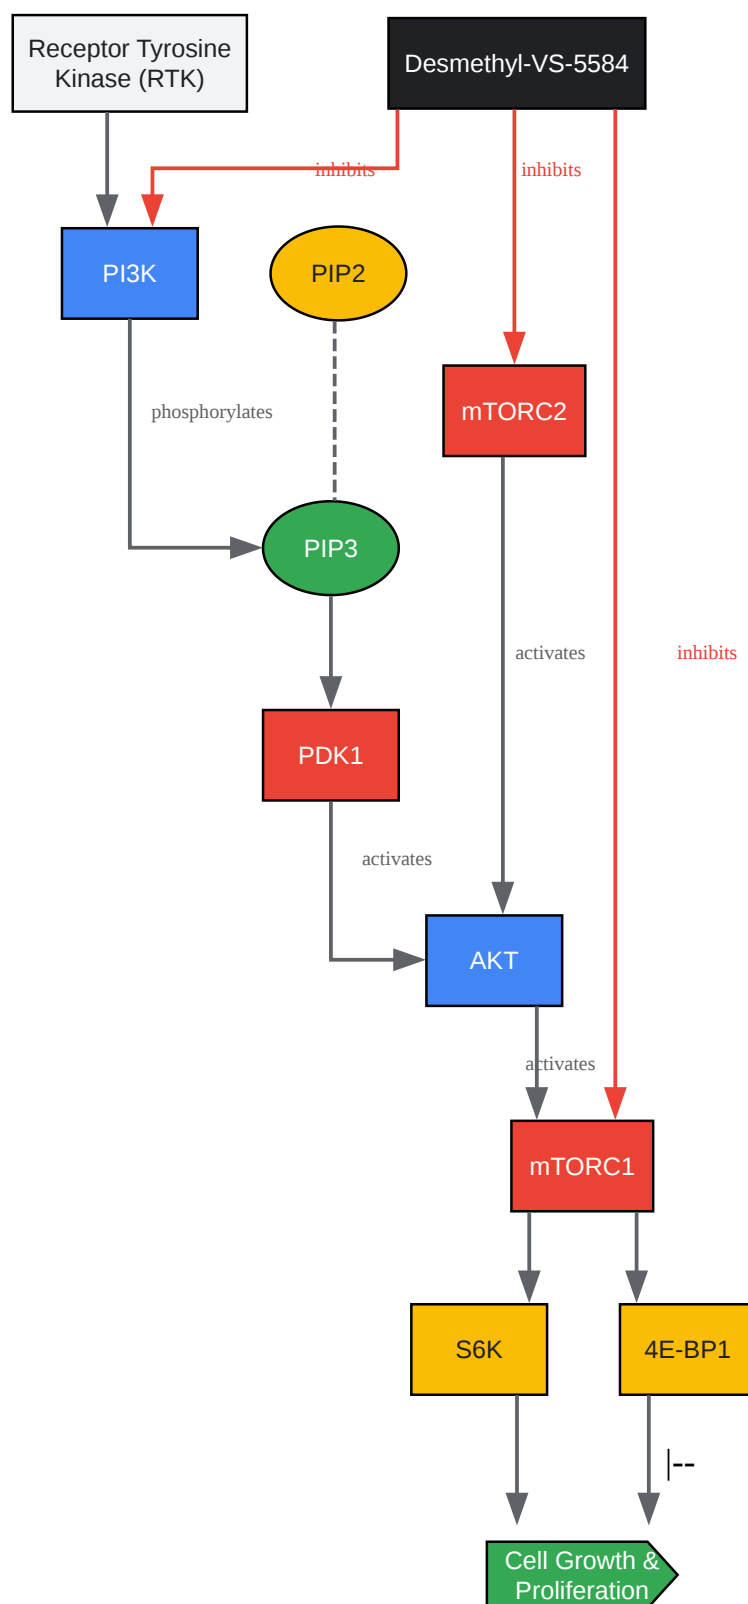 Receptor Tyrosine
Kinase (RTK)
Desmethyl-VS-5584
inhibits
inhibits
PI3K
PIP2
phosphorylates
mTORC2
PIP3
activates
inhibits
PDK1
activates
AKT
activates
mTORC1
S6K
4E-BP1
|--
Cell Growth &
Proliferation